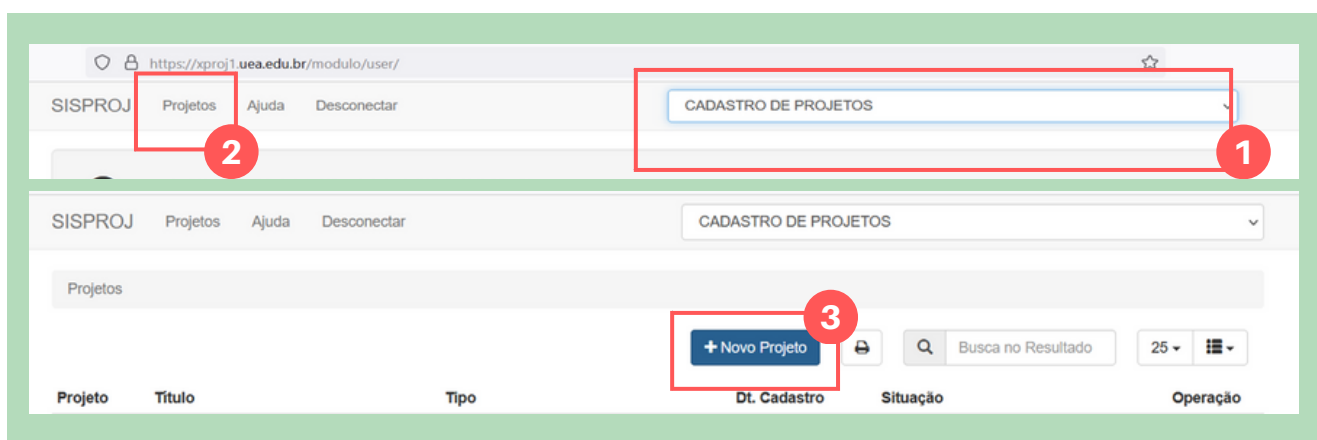 https://xproj1.uea.edu.br/modulo/user/
SISPROJ Projetos Ajuda Desconectar CADASTRO DE PROJETOS
2 1
SISPROJ Projetos Ajuda Desconectar CADASTRO DE PROJETOS
Projetos
3
+ Novo Projeto Busca no Resultado 25
Projeto Título Tipo Dt. Cadastro Situação Operação